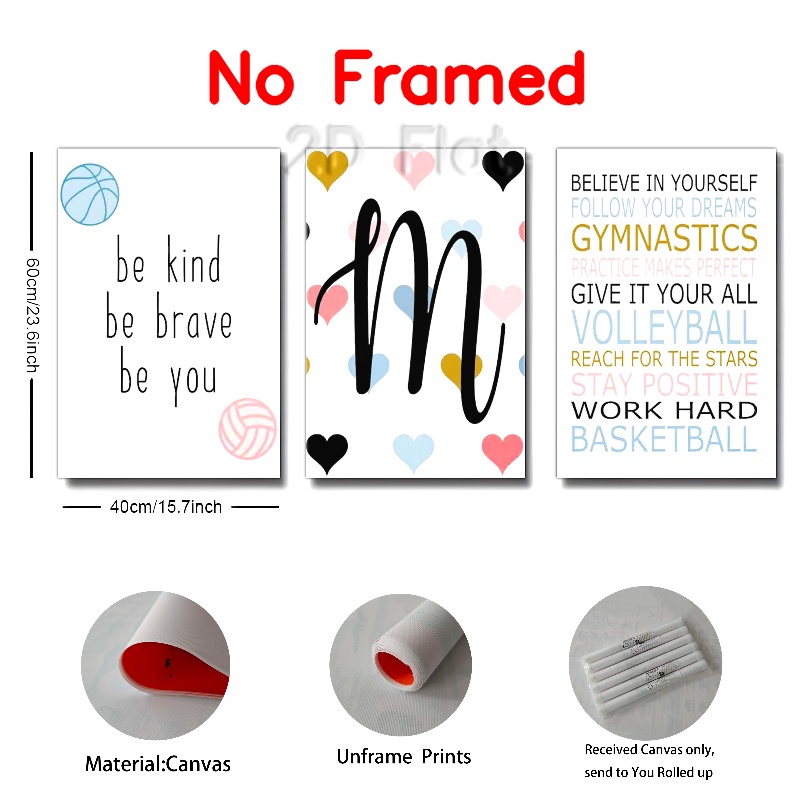 No Framed
2D Flat
60cm/23.6inch
be kind
be brave
be you
m
BELIEVE IN YOURSELF
FOLLOW YOUR DREAMS
GYMNASTICS
PRACTICE MAKES PERFECT
GIVE IT YOUR ALL
VOLLEYBALL
REACH FOR THE STARS
STAY POSITIVE
WORK HARD
BASKETBALL
40cm/15.7inch
Material:Canvas
Unframe Prints
Received Canvas only,
send to You Rolled up